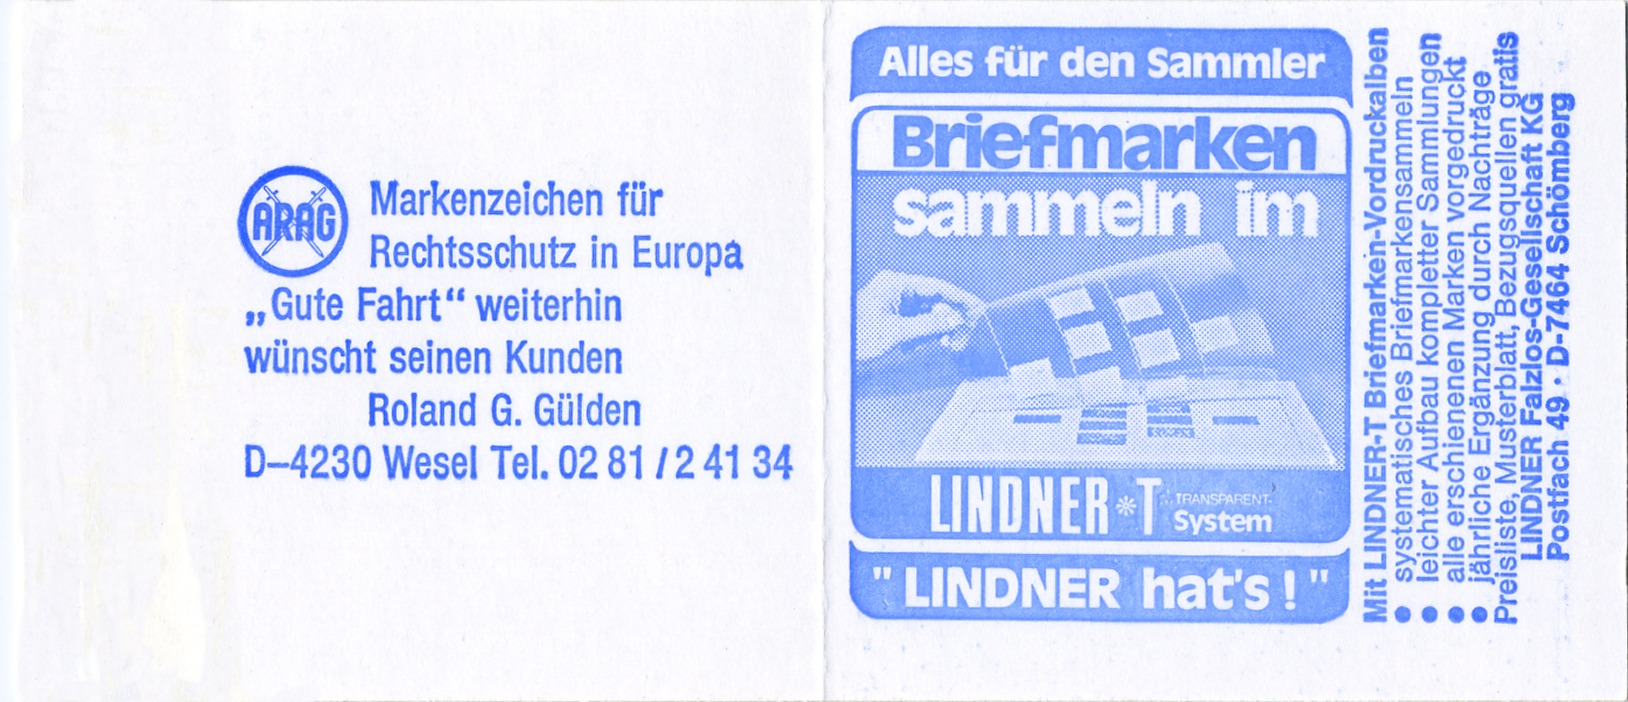 ARAG
Markenzeichen für
Rechtsschutz in Europa
„Gute Fahrt“ weiterhin
wünscht seinen Kunden
Roland G. Gülden
D–4230 Wesel Tel. 02 81 / 2 41 34
Alles für den Sammler
Briefmarken
sammeln im
LINDNER * T TRANSPARENT-
System
" LINDNER hat's ! "
Mit LINDNER-T Briefmarken-Vordruckalben
● systematisches Briefmarkensammeln
● leichter Aufbau kompletter Sammlungen
● alle erschienenen Marken vorgedruckt
● jährliche Ergänzung durch Nachträge
Preisliste, Musterblatt, Bezugsquellen gratis
LINDNER Falzlos-Gesellschaft KG
Postfach 49 · D-7464 Schömberg